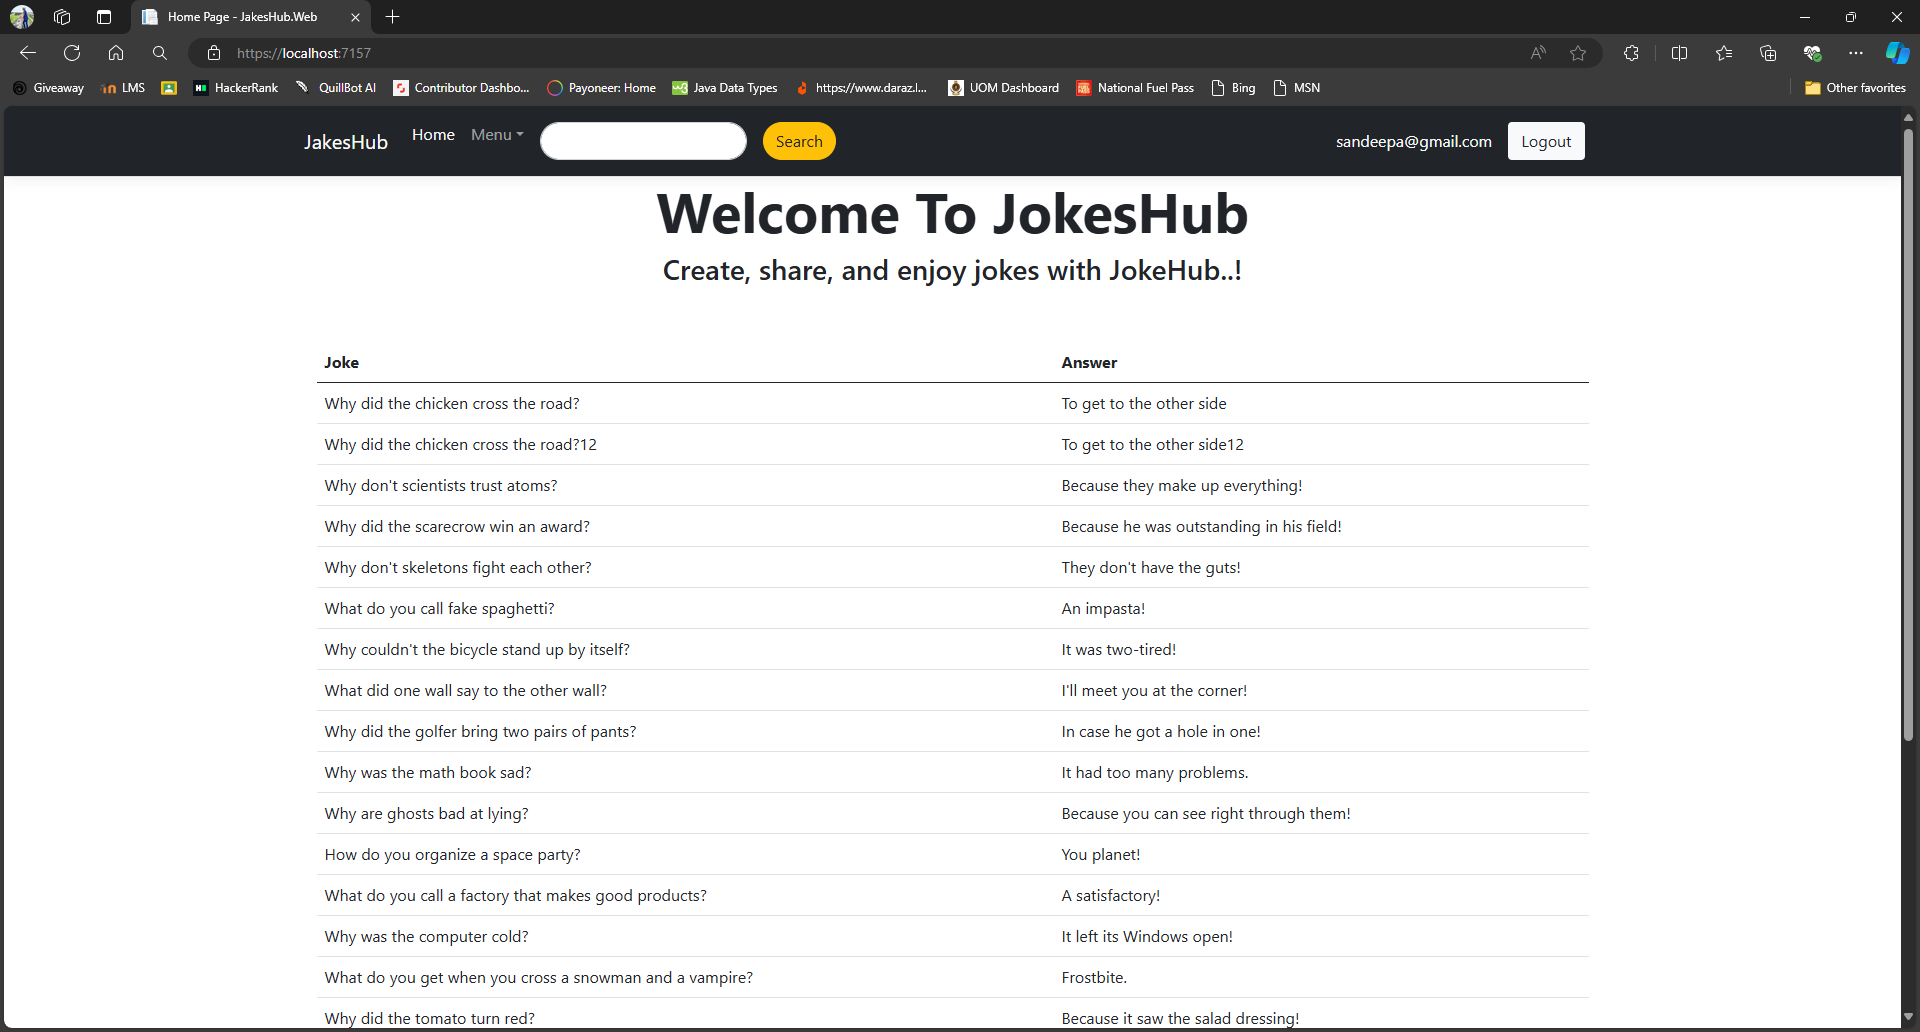 Home Page - JakesHub.Web
https://localhost:7157
Giveaway LMS HackerRank QuillBot AI Contributor Dashbo... Payoneer: Home Java Data Types https://www.daraz.l... UOM Dashboard National Fuel Pass Bing MSN Other favorites
JakesHub Home Menu Search sandeepa@gmail.com Logout
Welcome To JokesHub
Create, share, and enjoy jokes with JokeHub..!
Joke Answer
Why did the chicken cross the road? To get to the other side
Why did the chicken cross the road?12 To get to the other side12
Why don't scientists trust atoms? Because they make up everything!
Why did the scarecrow win an award? Because he was outstanding in his field!
Why don't skeletons fight each other? They don't have the guts!
What do you call fake spaghetti? An impasta!
Why couldn't the bicycle stand up by itself? It was two-tired!
What did one wall say to the other wall? I'll meet you at the corner!
Why did the golfer bring two pairs of pants? In case he got a hole in one!
Why was the math book sad? It had too many problems.
Why are ghosts bad at lying? Because you can see right through them!
How do you organize a space party? You planet!
What do you call a factory that makes good products? A satisfactory!
Why was the computer cold? It left its Windows open!
What do you get when you cross a snowman and a vampire? Frostbite.
Why did the tomato turn red? Because it saw the salad dressing!